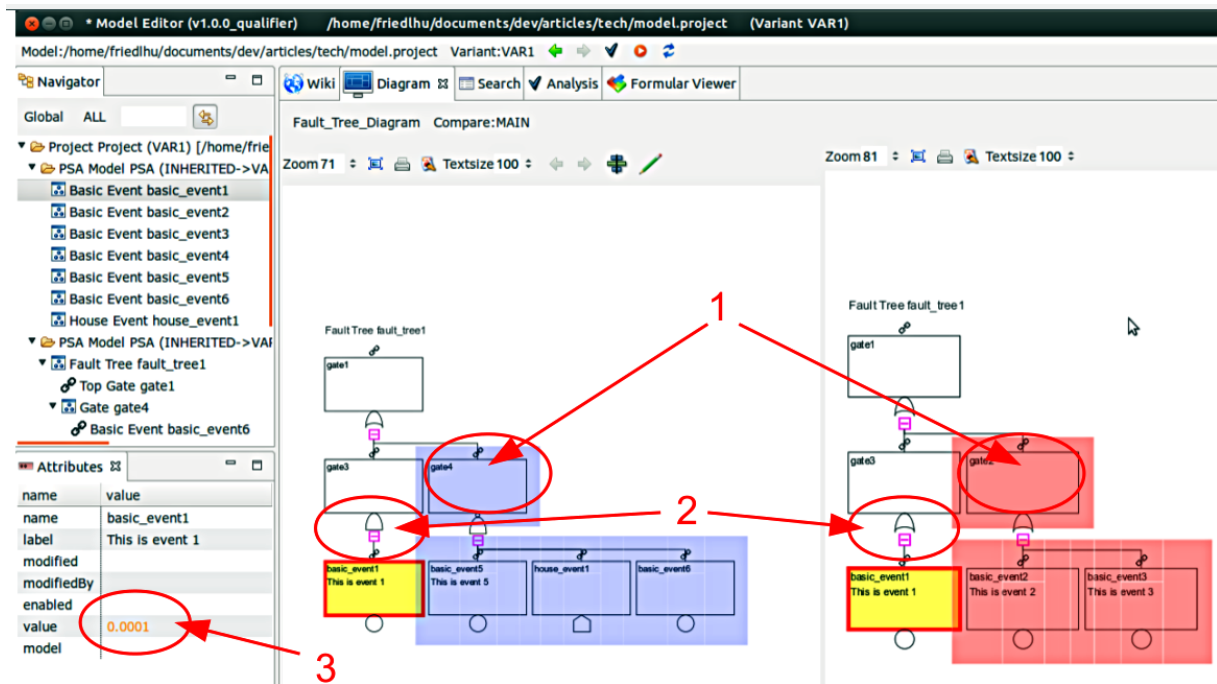 * Model Editor (v1.0.0_qualifier) /home/friedlhu/documents/dev/articles/tech/model.project (Variant VAR1)
Model:/home/friedlhu/documents/dev/articles/tech/model.project Variant:VAR1
Navigator
Global ALL
Project Project (VAR1) [/home/frie
PSA Model PSA (INHERITED->VA
Basic Event basic_event1
Basic Event basic_event2
Basic Event basic_event3
Basic Event basic_event4
Basic Event basic_event5
Basic Event basic_event6
House Event house_event1
PSA Model PSA (INHERITED->VAR
Fault Tree fault_tree1
Top Gate gate1
Gate gate4
Basic Event basic_event6
Attributes
name value
name basic_event1
label This is event 1
modified
modifiedBy
enabled
value 0.0001
model
3
Wiki Diagram Search Analysis Formular Viewer
Fault_Tree_Diagram Compare:MAIN
Zoom 71 Textsize 100
Fault Tree fault_tree1
gate1
gate3 gate4
basic_event1 basic_event5 house_event1 basic_event6
This is event 1 This is event 5
1
2
Zoom 81 Textsize 100
Fault Tree fault_tree1
gate1
gate3 gate2
basic_event1 basic_event2 basic_event3
This is event 1 This is event 2 This is event 3